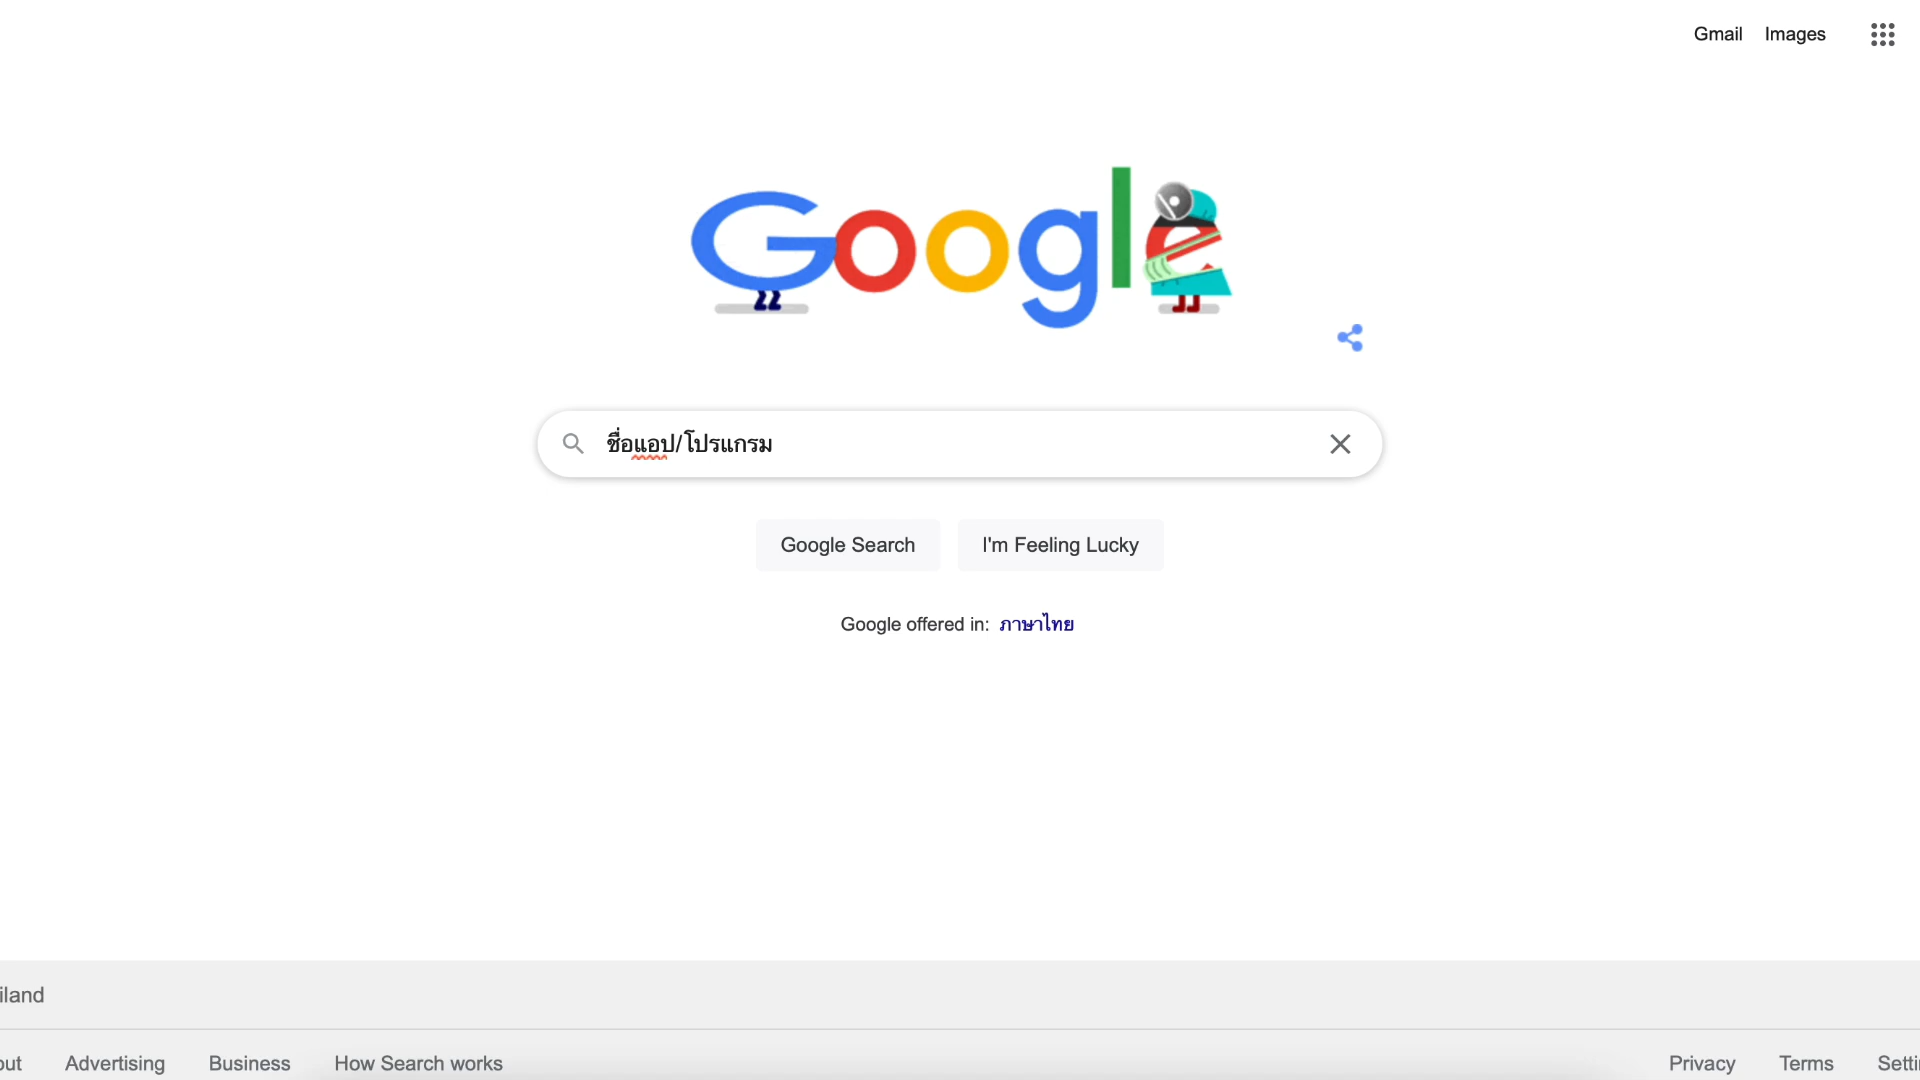 Gmail Images
Google
ชื่อแอป/โปรแกรม
Google Search I'm Feeling Lucky
Google offered in: ภาษาไทย
iland
out Advertising Business How Search works Privacy Terms Setti